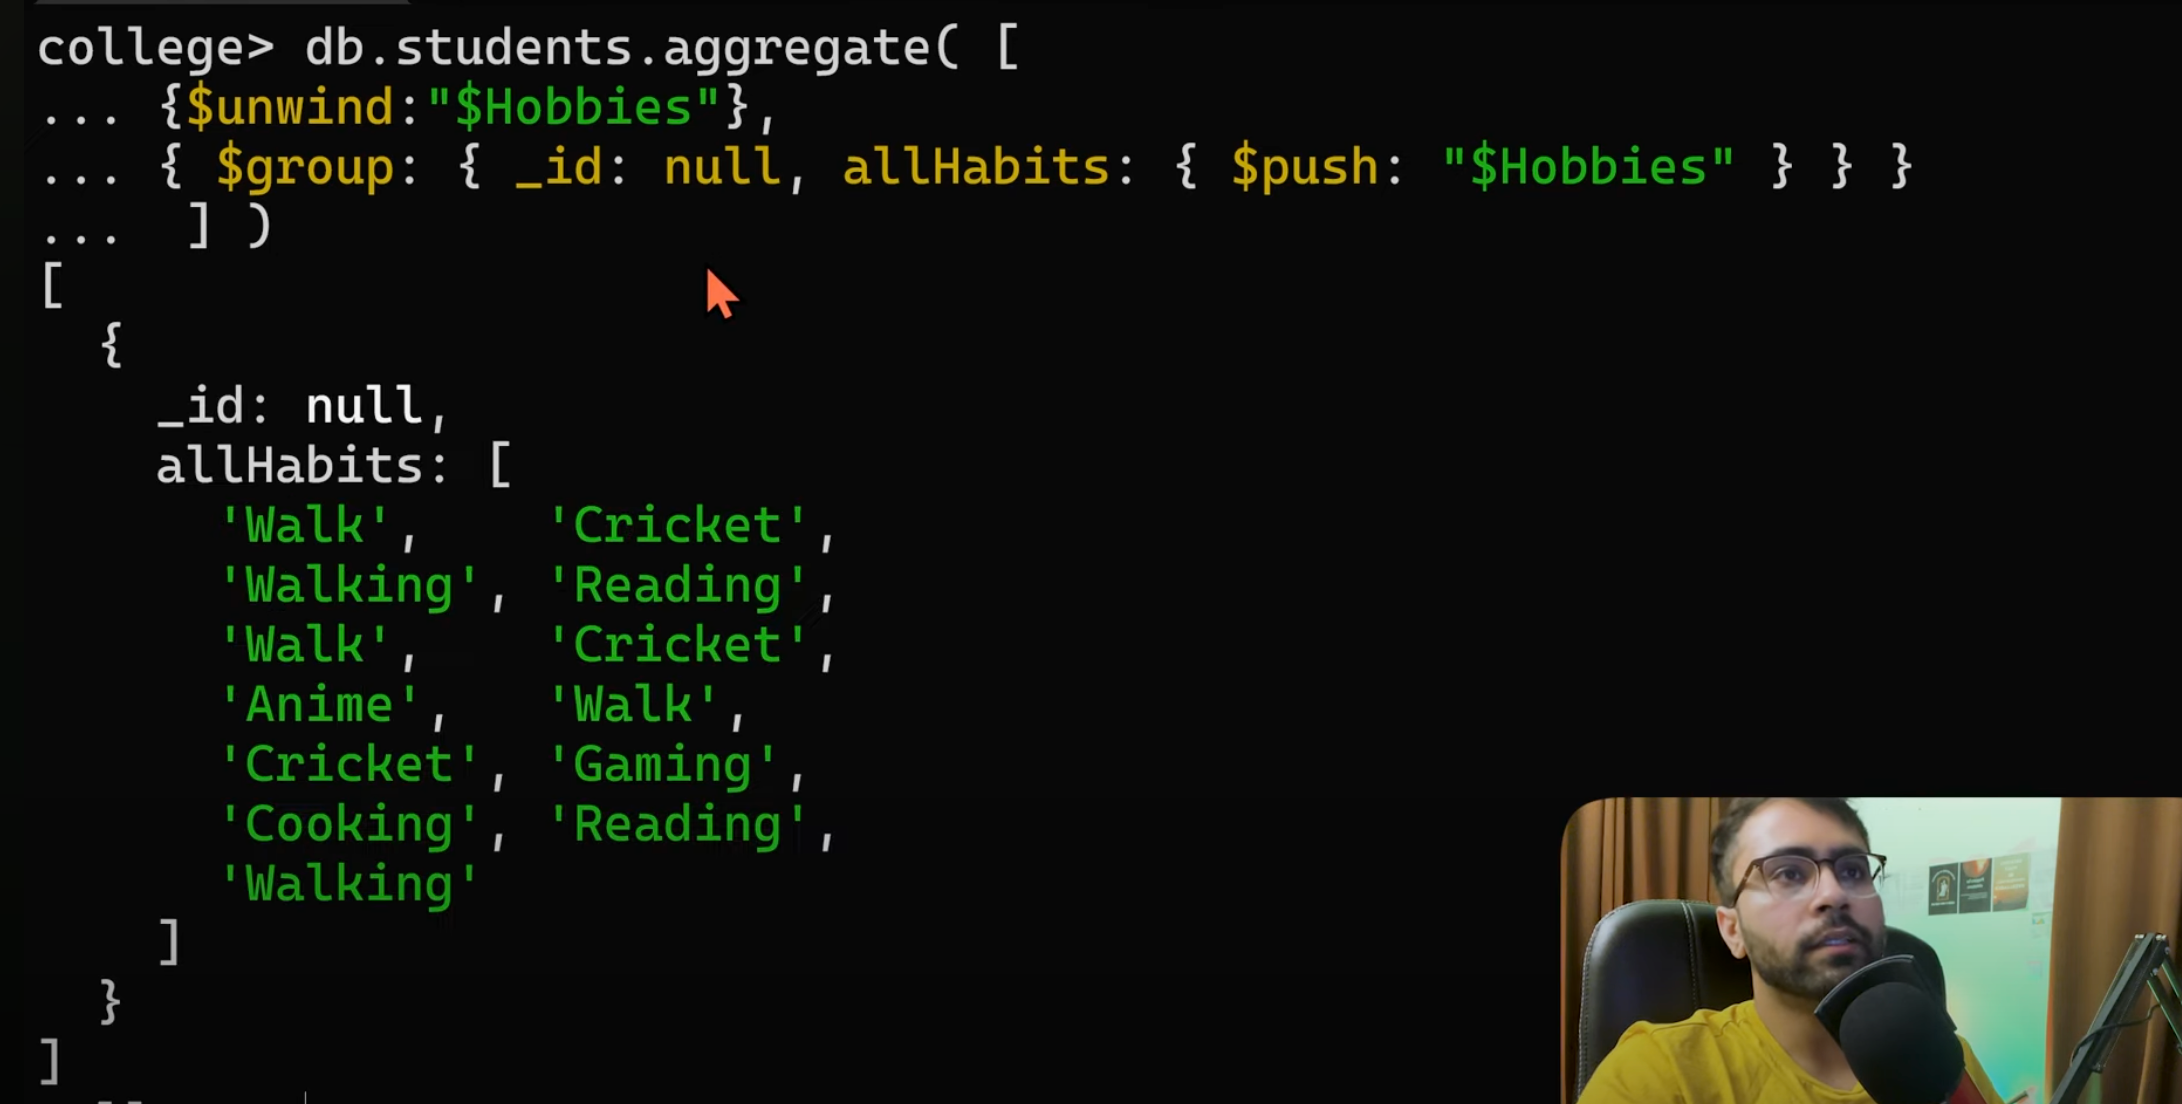 college> db.students.aggregate( [
... {$unwind:"$Hobbies"},
... { $group: { _id: null, allHabits: { $push: "$Hobbies" } } }
...  ] )
[
  {
    _id: null,
    allHabits: [
      'Walk',    'Cricket',
      'Walking', 'Reading',
      'Walk',    'Cricket',
      'Anime',   'Walk',
      'Cricket', 'Gaming',
      'Cooking', 'Reading',
      'Walking'
    ]
  }
]